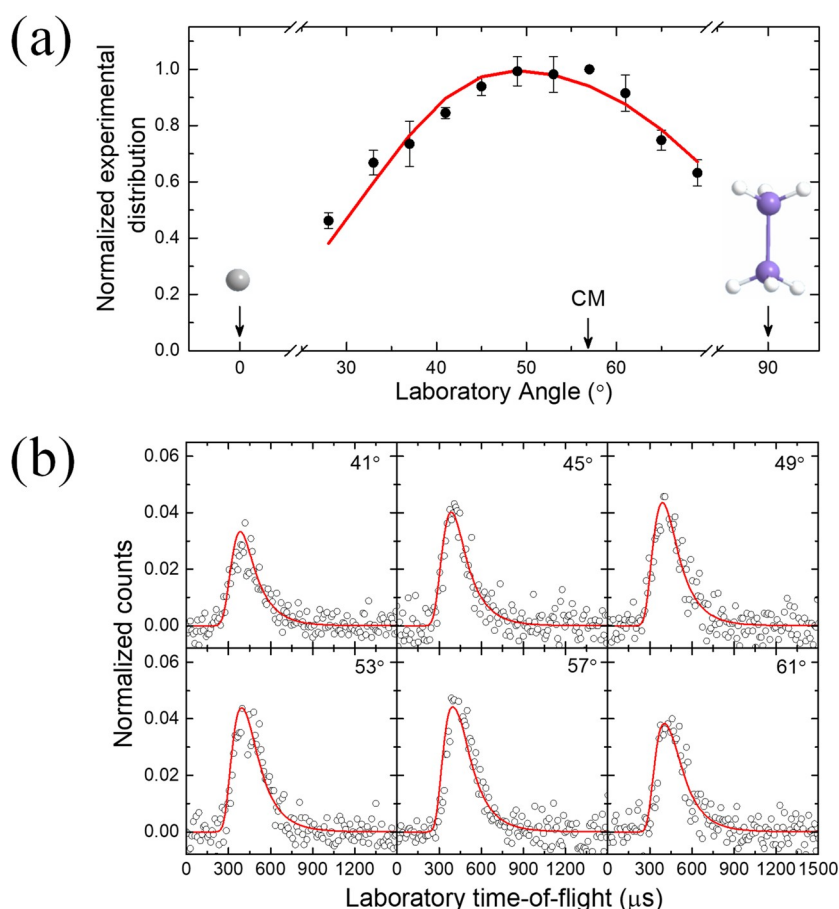 (a)
Normalized experimental
distribution
1.0
0.8
0.6
0.4
0.2
0.0
CM
0 30 40 50 60 90
Laboratory Angle (°)
(b)
Normalized counts
0.06
0.04
0.02
0.00
41° 45° 49°
0.04
0.02
0.00
53° 57° 61°
0 300 600 900 1200 0 300 600 900 1200 0 300 600 900 1200 1500
Laboratory time-of-flight (μs)